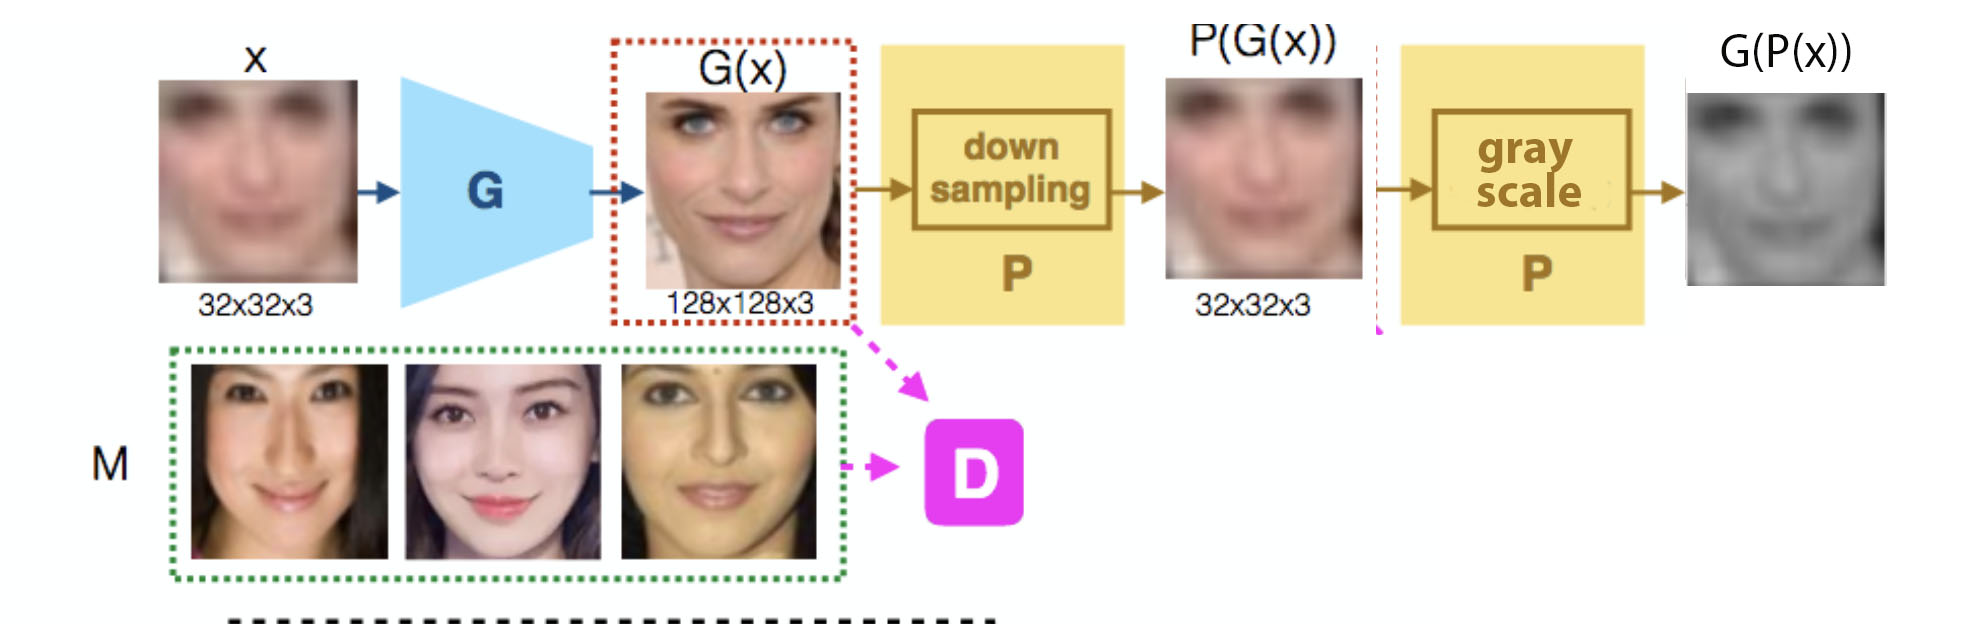 x
G
G(x)
128x128x3
32x32x3
down
sampling
P
P(G(x))
32x32x3
gray
scale
P
G(P(x))
M
D